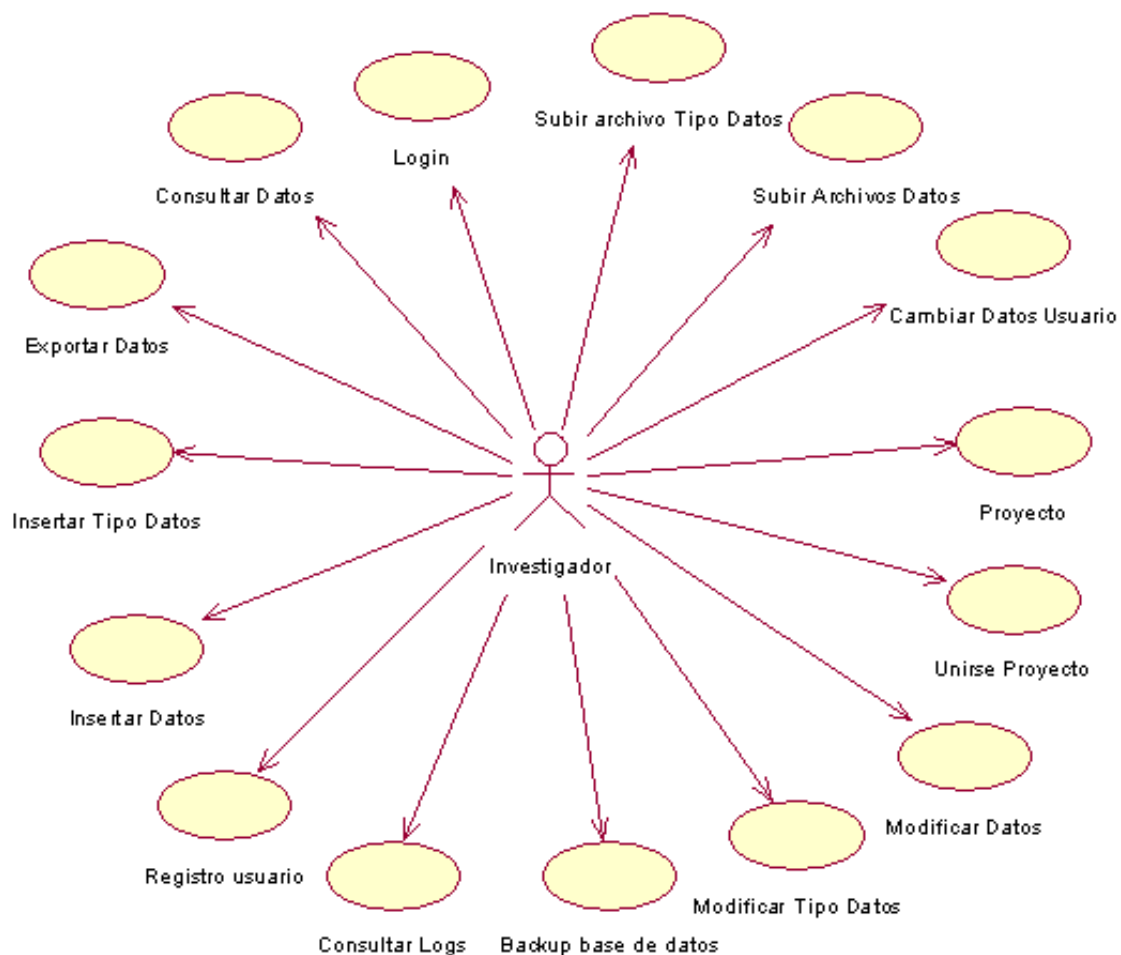 Subir archivo Tipo Datos
Login
Consultar Datos
Subir Archivos Datos
Cambiar Datos Usuario
Exportar Datos
Insertar Tipo Datos
Proyecto
Investigador
Unirse Proyecto
Insertar Datos
Modificar Datos
Registro usuario
Modificar Tipo Datos
Consultar Logs
Backup base de datos